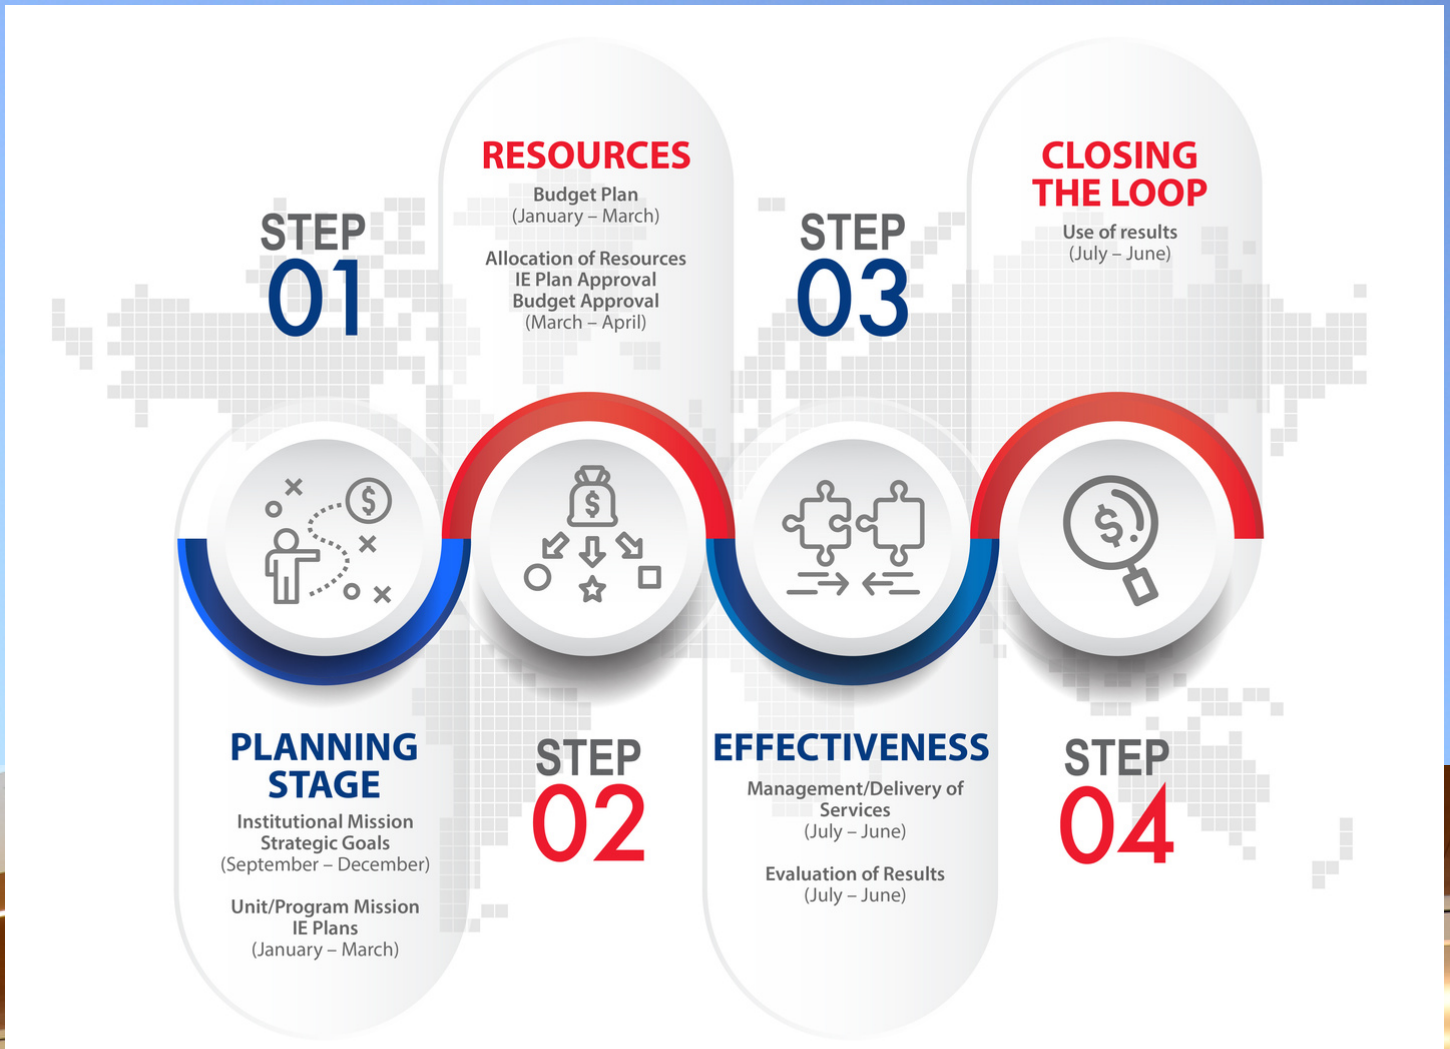 STEP
01
PLANNING
STAGE
Institutional Mission
Strategic Goals
(September – December)
Unit/Program Mission
IE Plans
(January – March)
RESOURCES
Budget Plan
(January – March)
Allocation of Resources
IE Plan Approval
Budget Approval
(March – April)
STEP
02
STEP
03
EFFECTIVENESS
Management/Delivery of
Services
(July – June)
Evaluation of Results
(July – June)
CLOSING
THE LOOP
Use of results
(July – June)
STEP
04